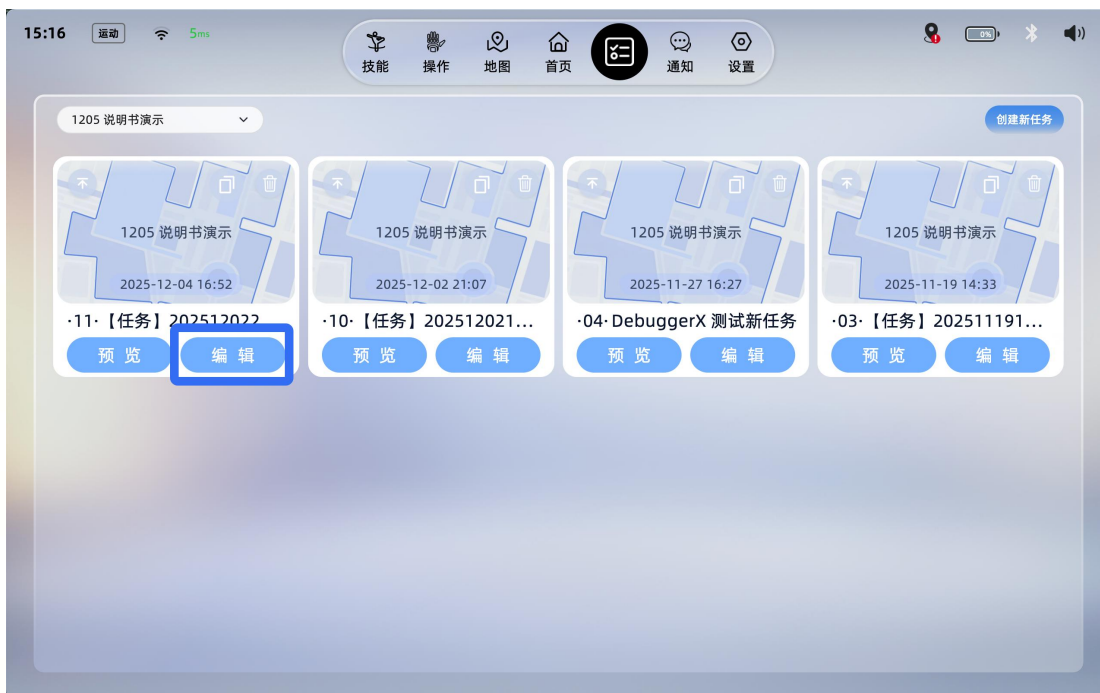 15:16 运动 5ms
技能 操作 地图 首页 通知 设置
0%
1205 说明书演示
创建新任务
1205 说明书演示
2025-12-04 16:52
·11·【任务】202512022
预览 编辑
1205 说明书演示
2025-12-02 21:07
·10·【任务】202512021...
预览 编辑
1205 说明书演示
2025-11-27 16:27
·04· DebuggerX 测试新任务
预览 编辑
1205 说明书演示
2025-11-19 14:33
·03·【任务】202511191...
预览 编辑